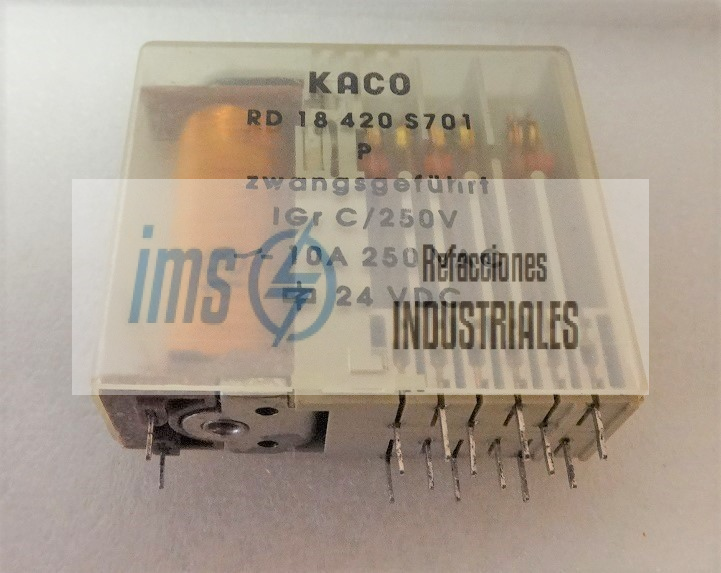 KACO
RD 18 420 S701
P
zwangsgeführt
IGr C/250V
10A 250
24 VDC
ims
Refacciones
INDUSTRIALES